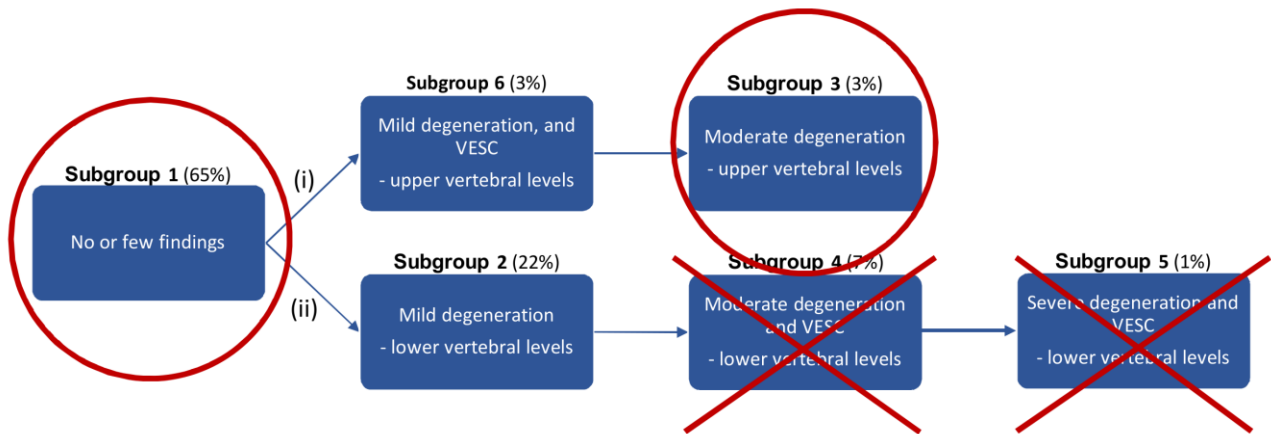 Subgroup 6 (3%)
Mild degeneration, and
VESC
- upper vertebral levels
Subgroup 3 (3%)
Moderate degeneration
- upper vertebral levels
Subgroup 1 (65%)
No or few findings
(i)
(ii)
Subgroup 2 (22%)
Mild degeneration
- lower vertebral levels
Subgroup 4 (7%)
Moderate degeneration
and VESC
- lower vertebral levels
Subgroup 5 (1%)
Severe degeneration and
VESC
- lower vertebral levels